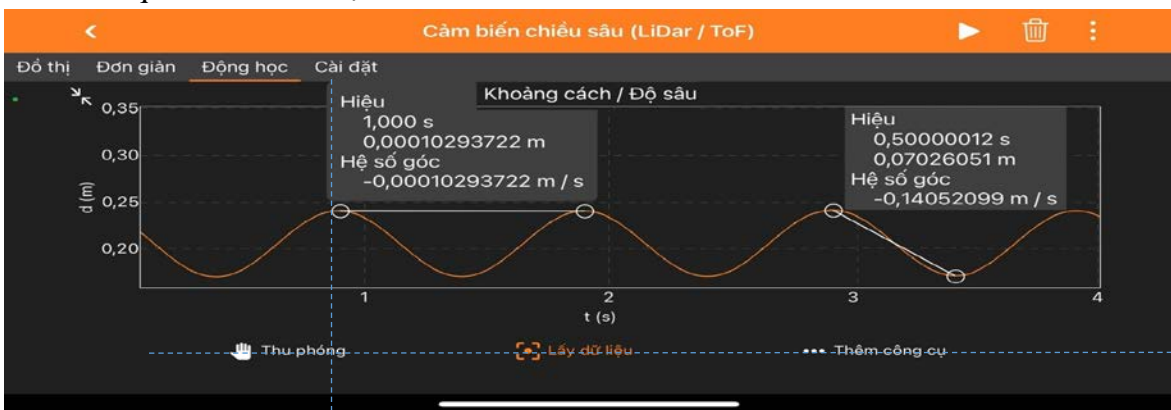 Cảm biến chiều sâu (LiDar / ToF)
Đồ thị Đơn giản Động học Cài đặt
Khoảng cách / Độ sâu
Hiệu
1,000 s
0,00010293722 m
Hệ số góc
-0,00010293722 m / s
Hiệu
0,50000012 s
0,07026051 m
Hệ số góc
-0,14052099 m / s
0,35
0,30
0,25
0,20
d (m)
1 2 3 4
t (s)
Thu phóng Lấy dữ liệu Thêm công cụ